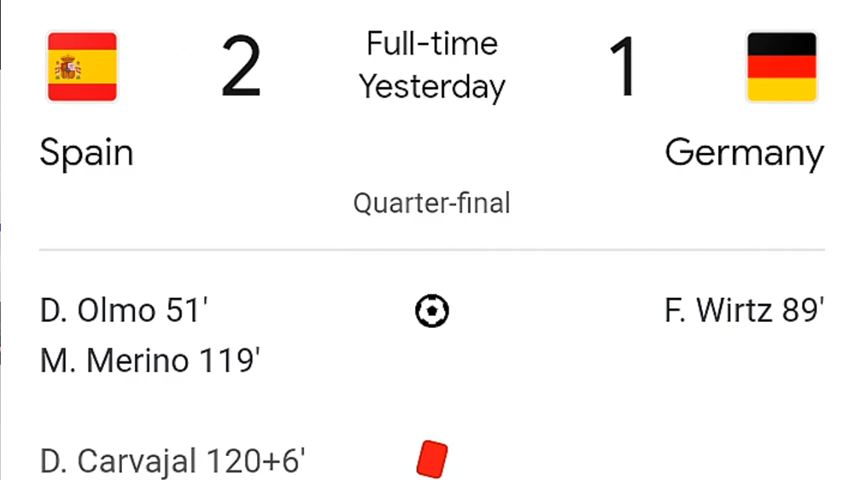 2 Full-time 1
Yesterday
Spain Germany
Quarter-final
D. Olmo 51' F. Wirtz 89'
M. Merino 119'
D. Carvajal 120+6'